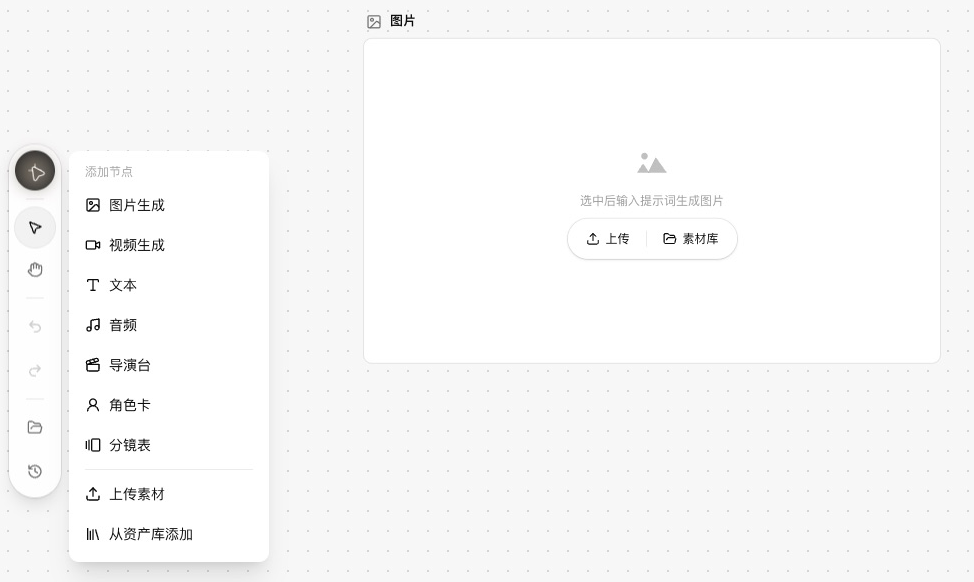 图片
选中后输入提示词生成图片
上传
素材库
添加节点
图片生成
视频生成
文本
音频
导演台
角色卡
分镜表
上传素材
从资产库添加